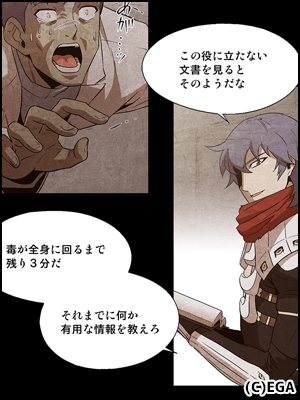 あがが…
この役に立たない
文書を見ると
そのようだな
毒が全身に回るまで
残り３分だ
それまでに何か
有用な情報を教えろ
(C)EGA